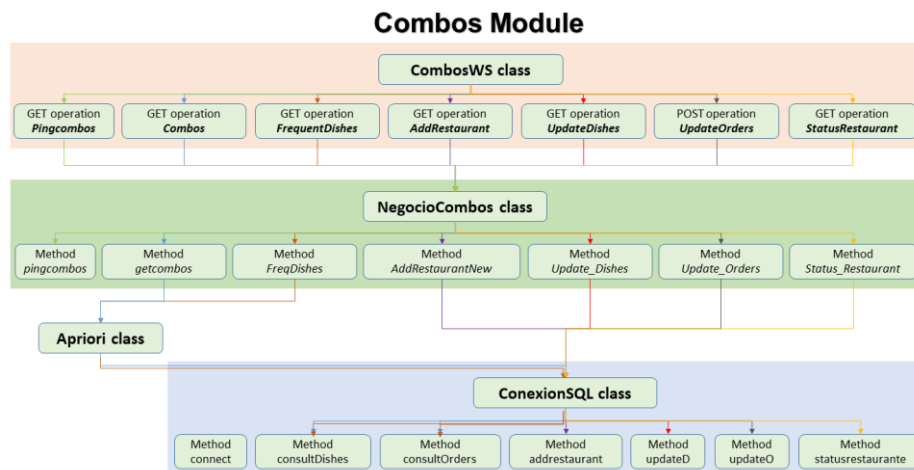 Combos Module
CombosWS class
GET operation
Pingcombos
GET operation
Combos
GET operation
FrequentDishes
GET operation
AddRestaurant
GET operation
UpdateDishes
POST operation
UpdateOrders
GET operation
StatusRestaurant
NegocioCombos class
Method
pingcombos
Method
getcombos
Method
FreqDishes
Method
AddRestaurantNew
Method
Update_Dishes
Method
Update_Orders
Method
Status_Restaurant
Apriori class
ConexionSQL class
Method
connect
Method
consultDishes
Method
consultOrders
Method
addrestaurant
Method
updateD
Method
updateO
Method
statusrestaurante